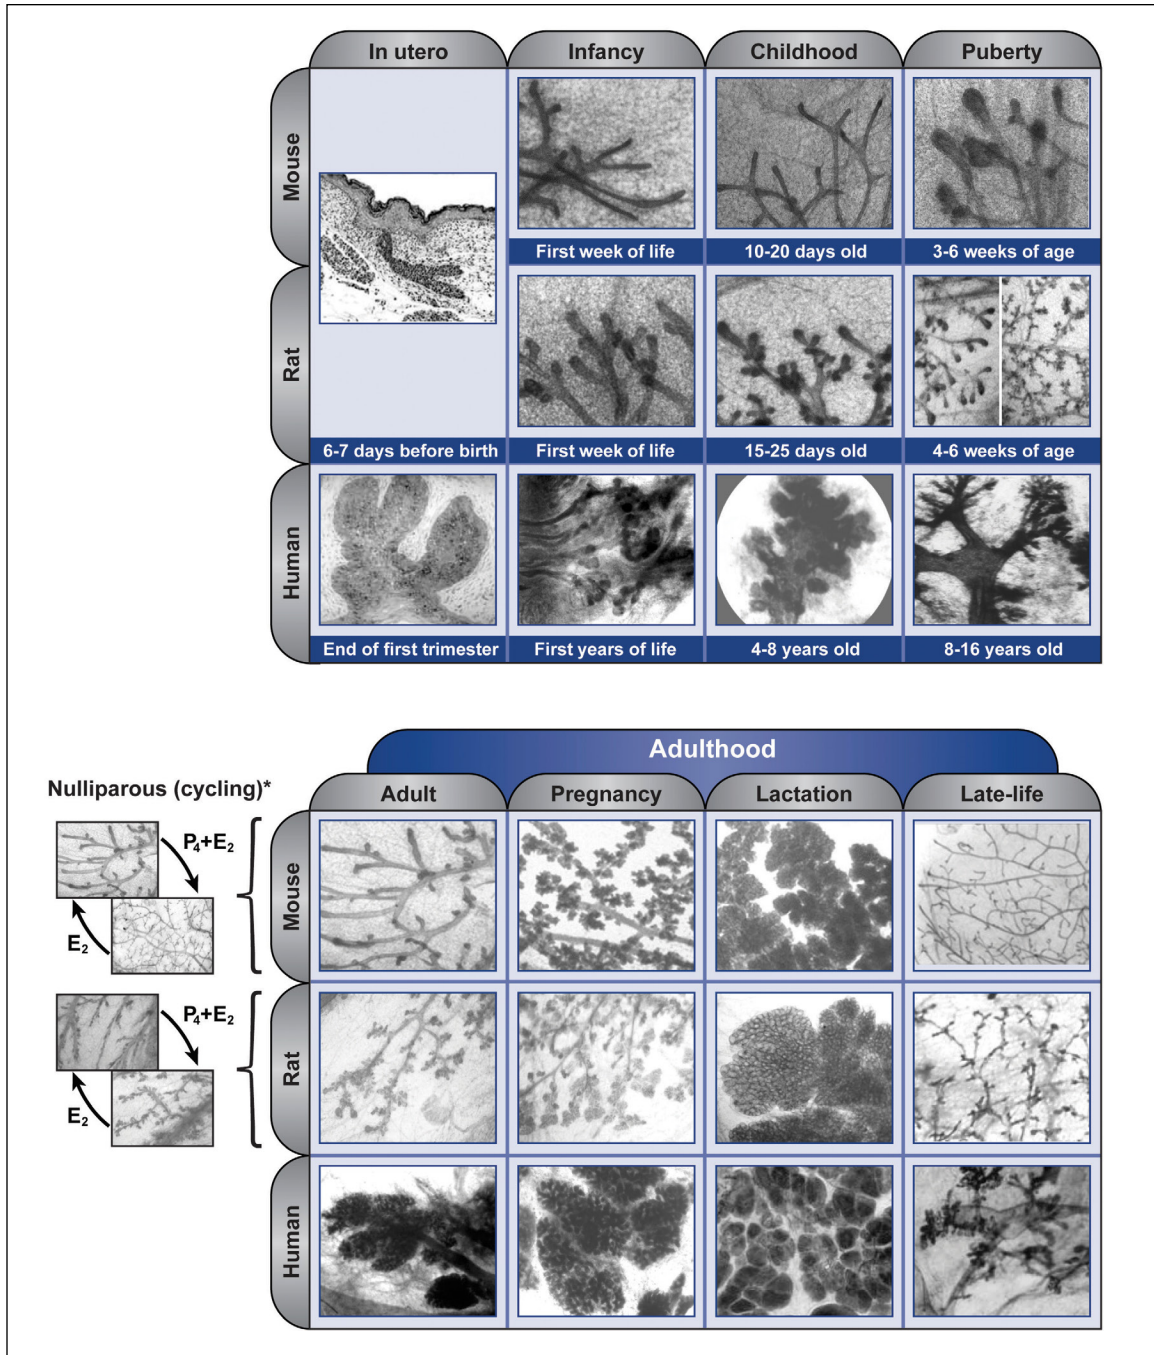 In utero
Infancy
Childhood
Puberty
Mouse
First week of life
10-20 days old
3-6 weeks of age
Rat
6-7 days before birth
First week of life
15-25 days old
4-6 weeks of age
Human
End of first trimester
First years of life
4-8 years old
8-16 years old
Adulthood
Nulliparous (cycling)*
Adult
Pregnancy
Lactation
Late-life
P₄+E₂
E₂
Mouse
P₄+E₂
E₂
Rat
Human